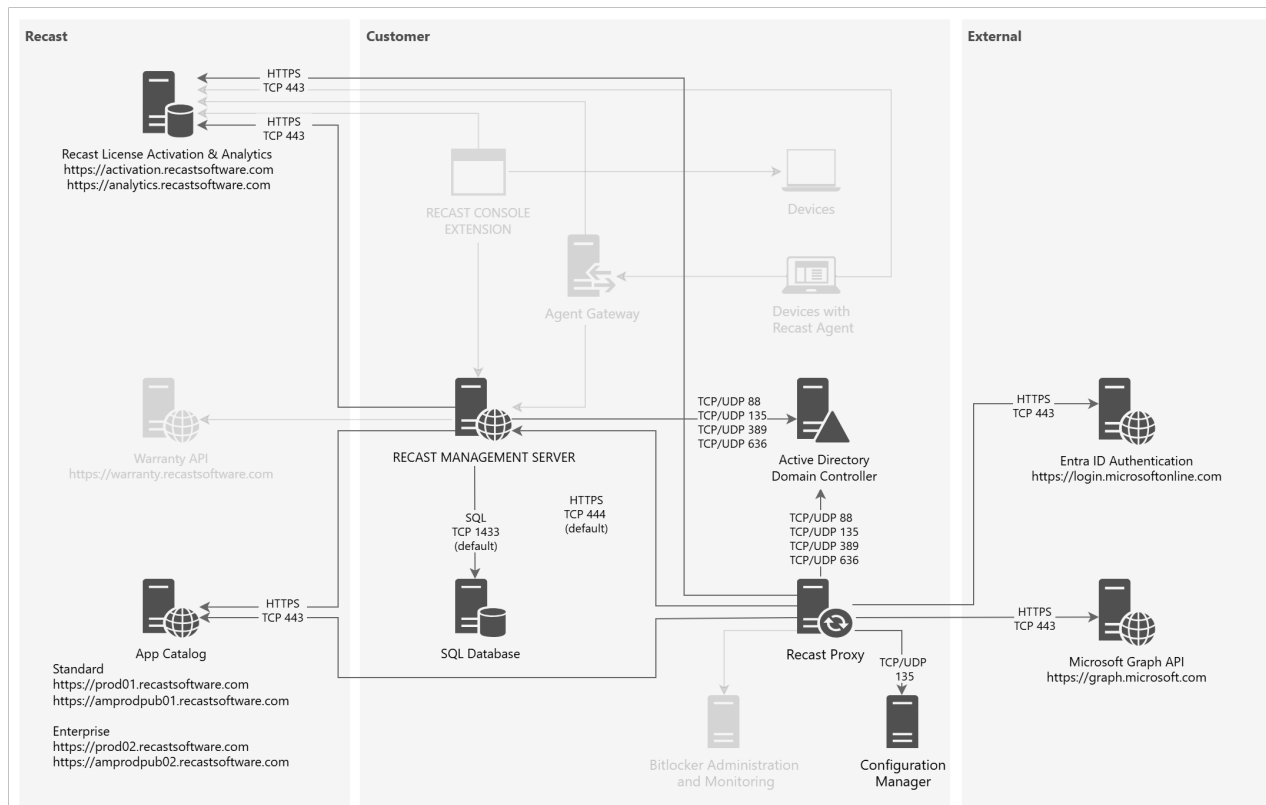 Recast
Customer
External
HTTPS
TCP 443
HTTPS
TCP 443
Recast License Activation & Analytics
https://activation.recastsoftware.com
https://analytics.recastsoftware.com
RECAST CONSOLE
EXTENSION
Devices
Agent Gateway
Devices with
Recast Agent
Warranty API
https://warranty.recastsoftware.com
RECAST MANAGEMENT SERVER
TCP/UDP 88
TCP/UDP 135
TCP/UDP 389
TCP/UDP 636
Active Directory
Domain Controller
HTTPS
TCP 443
Entra ID Authentication
https://login.microsoftonline.com
SQL
TCP 1433
(default)
HTTPS
TCP 444
(default)
TCP/UDP 88
TCP/UDP 135
TCP/UDP 389
TCP/UDP 636
HTTPS
TCP 443
App Catalog
Standard
https://prod01.recastsoftware.com
https://amprodpub01.recastsoftware.com
Enterprise
https://prod02.recastsoftware.com
https://amprodpub02.recastsoftware.com
SQL Database
Recast Proxy
TCP/UDP
135
HTTPS
TCP 443
Microsoft Graph API
https://graph.microsoft.com
Bitlocker Administration
and Monitoring
Configuration
Manager